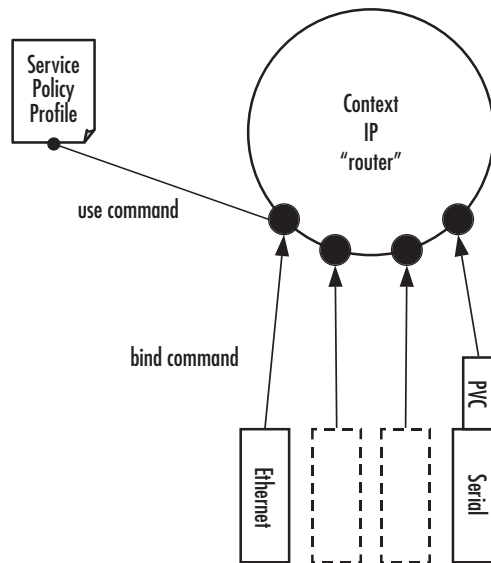 Service
Policy
Profile
Context
IP
“router”
use command
bind command
PVC
Ethernet
Serial